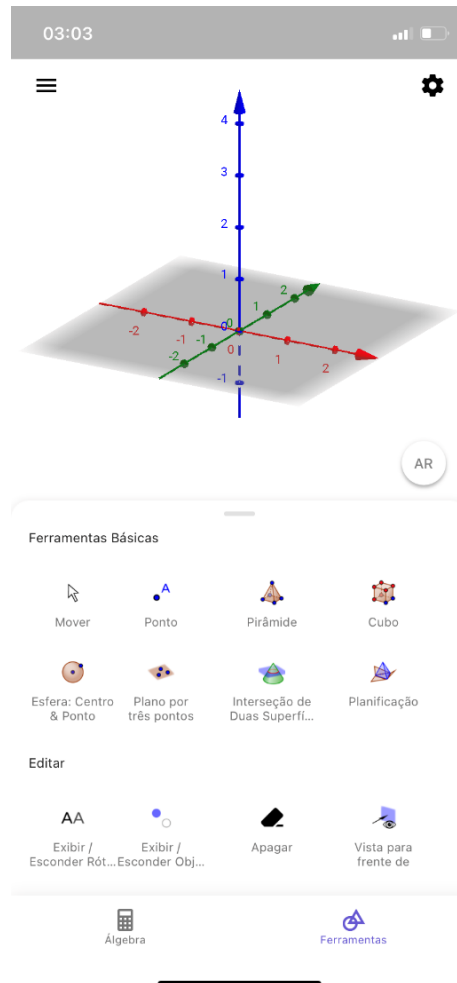 03:03
4
3
2
1
2
1
0
0
-2
-1
-1
-2
0
1
2
-1
AR
Ferramentas Básicas
A
Mover
Ponto
Pirâmide
Cubo
Esfera: Centro
& Ponto
Plano por
três pontos
Interseção de
Duas Superfí...
Planificação
Editar
AA
Exibir /
Esconder Rót...
Exibir /
Esconder Obj...
Apagar
Vista para
frente de
Álgebra
Ferramentas